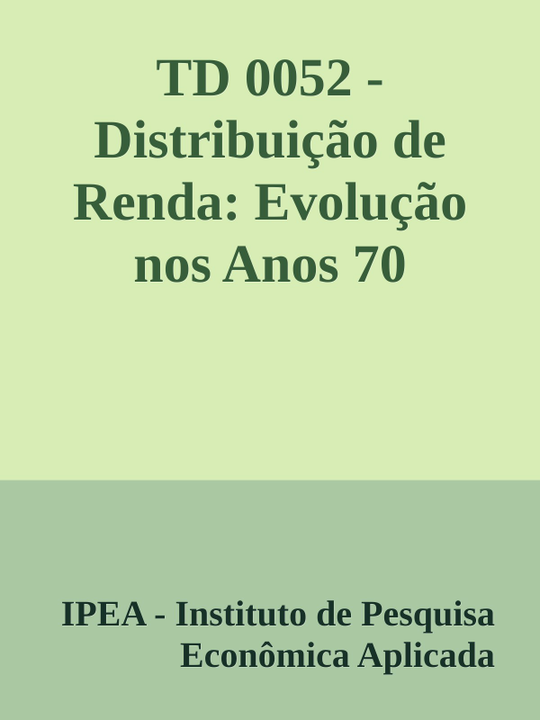 TD 0052 -
Distribuição de
Renda: Evolução
nos Anos 70
IPEA - Instituto de Pesquisa
Econômica Aplicada